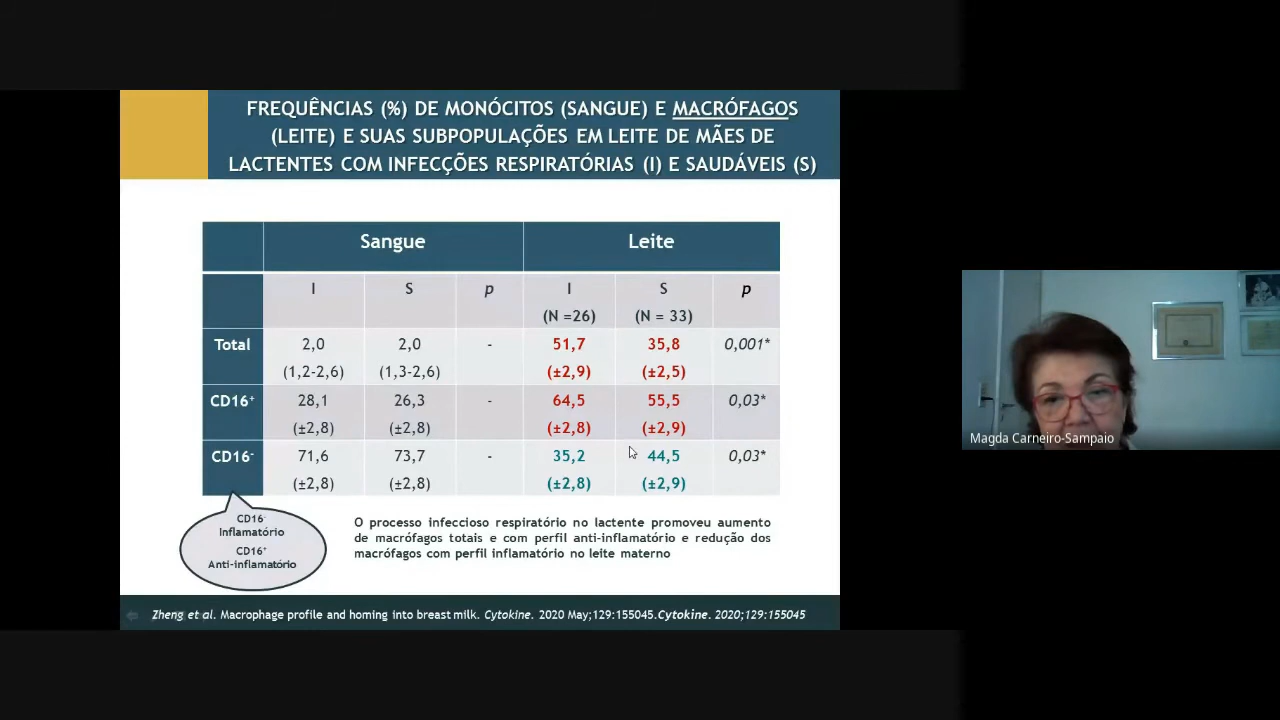 FREQUÊNCIAS (%) DE MONÓCITOS (SANGUE) E MACRÓFAGOS
(LEITE) E SUAS SUBPOPULAÇÕES EM LEITE DE MÃES DE
LACTENTES COM INFECÇÕES RESPIRATÓRIAS (I) E SAUDÁVEIS (S)
Sangue Leite
I S p I S p
(N =26) (N = 33)
Total 2,0 2,0 - 51,7 35,8 0,001*
(1,2-2,6) (1,3-2,6) (±2,9) (±2,5)
CD16+ 28,1 26,3 - 64,5 55,5 0,03*
(±2,8) (±2,8) (±2,8) (±2,9)
CD16- 71,6 73,7 - 35,2 44,5 0,03*
(±2,8) (±2,8) (±2,8) (±2,9)
CD16-
Inflamatório
CD16+
Anti-inflamatório
O processo infeccioso respiratório no lactente promoveu aumento
de macrófagos totais e com perfil anti-inflamatório e redução dos
macrófagos com perfil inflamatório no leite materno
Zheng et al. Macrophage profile and homing into breast milk. Cytokine. 2020 May;129:155045.Cytokine. 2020;129:155045
Magda Carneiro-Sampaio